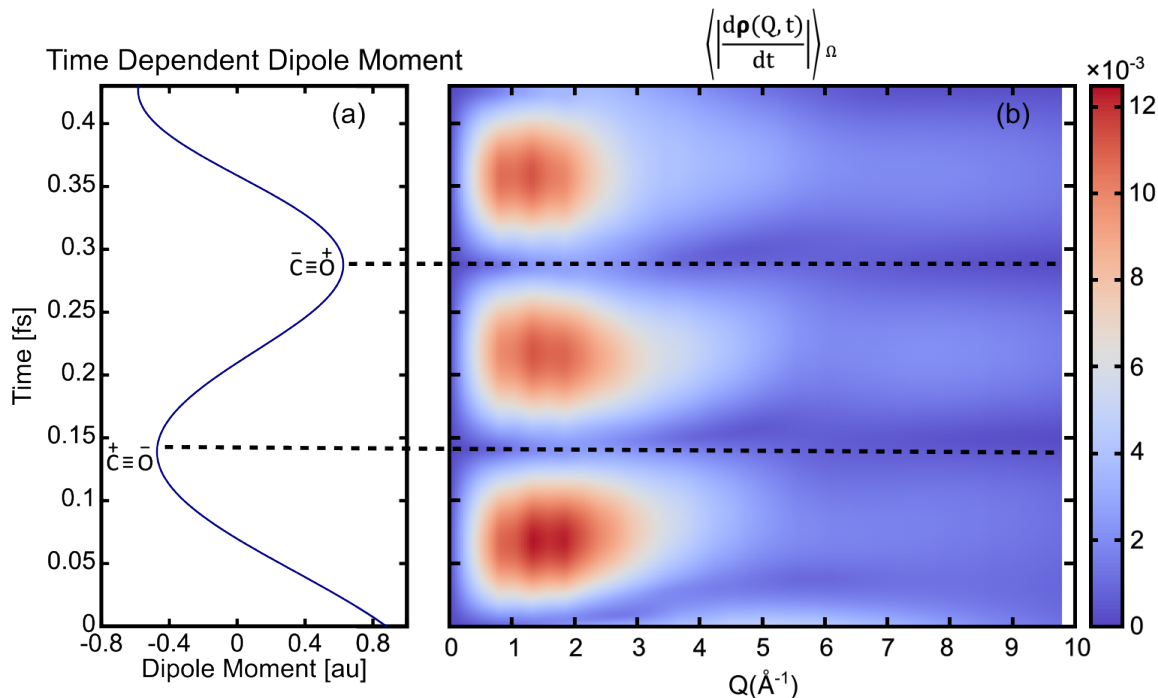 Time Dependent Dipole Moment
⟨|dρ(Q, t)/dt|⟩Ω
×10⁻³
(a)
(b)
-0.8 -0.4 0 0.4 0.8
0.4
0.35
0.3
0.25
0.2
0.15
0.1
0.05
0
Time [fs]
Dipole Moment [au]
- +
C≡O
+ -
C≡O
0 1 2 3 4 5 6 7 8 9 10
Q(Å⁻¹)
12
10
8
6
4
2
0